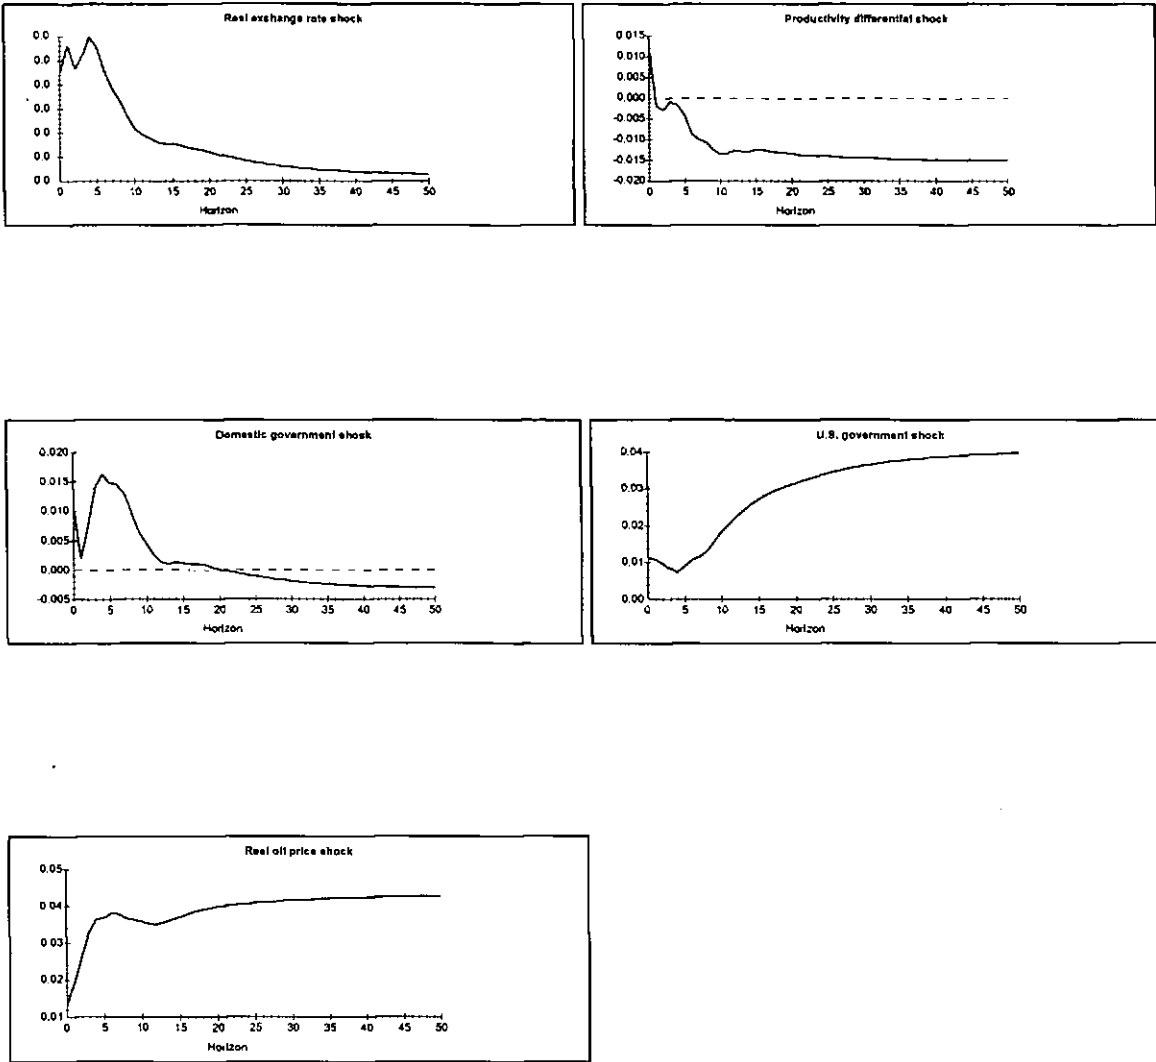 Real exchange rate shock
0.0
0.0
0.0
0.0
0.0
0.0
0.0
0 5 10 15 20 25 30 35 40 45 50
Horizon
Productivity differential shock
0.015
0.010
0.005
0.000
-0.005
-0.010
-0.015
-0.020
0 5 10 15 20 25 30 35 40 45 50
Horizon
Domestic government shock
0.020
0.015
0.010
0.005
0.000
-0.005
0 5 10 15 20 25 30 35 40 45 50
Horizon
U.S. government shock
0.04
0.03
0.02
0.01
0.00
0 5 10 15 20 25 30 35 40 45 50
Horizon
Real oil price shock
0.05
0.04
0.03
0.02
0.01
0 5 10 15 20 25 30 35 40 45 50
Horizon